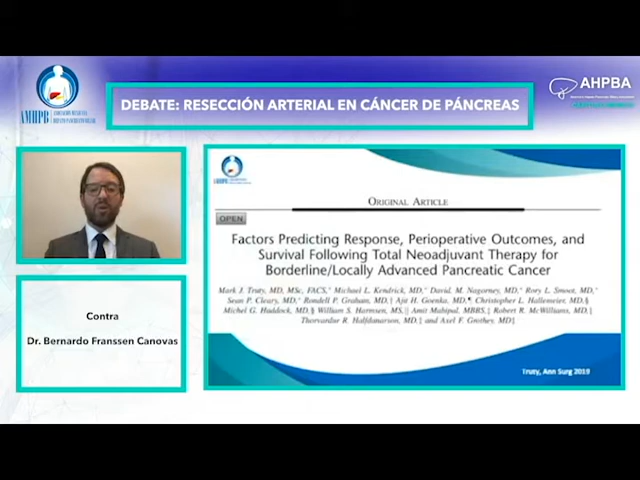 AMHPB
AHPBA
DEBATE: RESECCIÓN ARTERIAL EN CÁNCER DE PÁNCREAS
ORIGINAL ARTICLE
OPEN
Factors Predicting Response, Perioperative Outcomes, and
Survival Following Total Neoadjuvant Therapy for
Borderline/Locally Advanced Pancreatic Cancer
Mark J. Truty, MD, MSc, FACS,* Michael L. Kendrick, MD,* David. M. Nagorney, MD,* Rory L. Smoot, MD,*
Sean P. Cleary, MD,* Rondell P. Graham, MD,† Ajit H. Goenka, MD,¶ Christopher L. Hallemeier, MD,§
Michel G. Haddock, MD,§ William S. Harmsen, MS,|| Amit Mahipal, MBBS,‡ Robert R. McWilliams, MD,‡
Thorvardur R. Halfdanarson, MD,‡ and Axel F. Grothey, MD‡
Contra
Dr. Bernardo Franssen Canovas
Truty, Ann Surg 2019